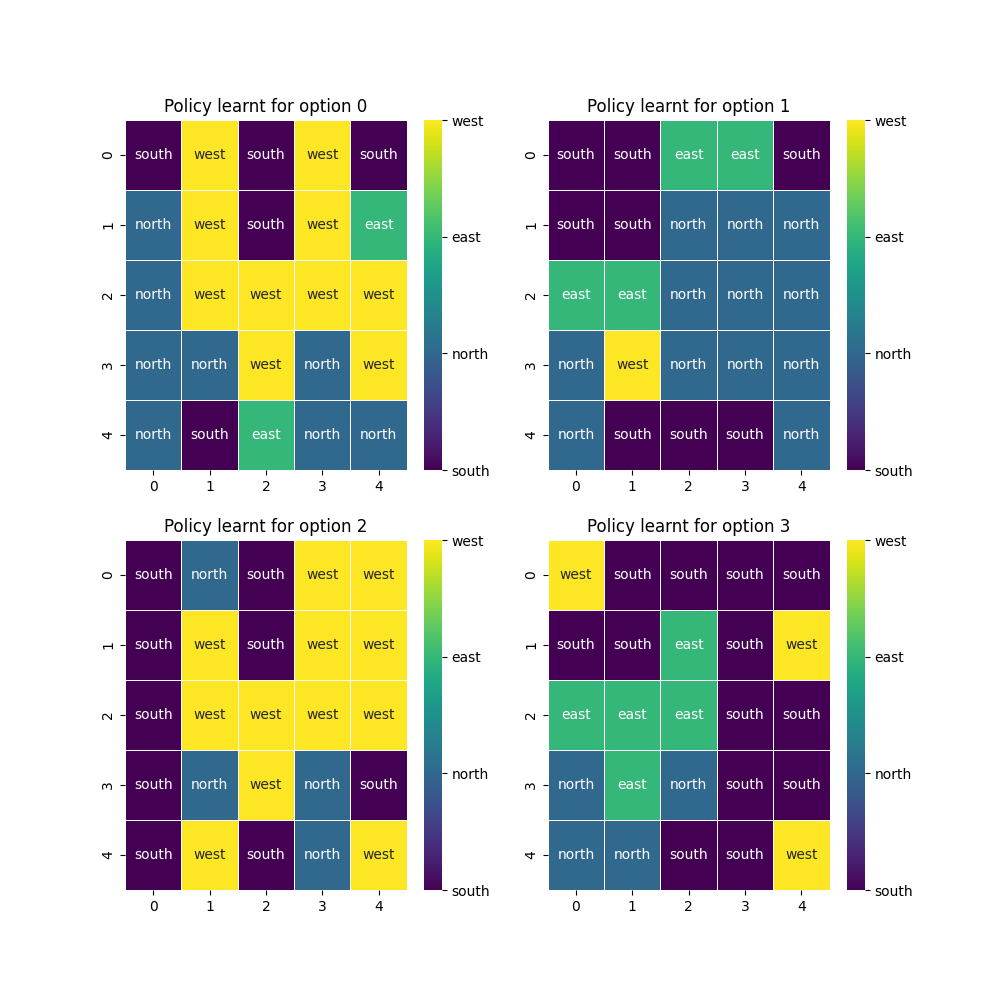 Policy learnt for option 0
0 south west south west south
1 north west south west east
2 north west west west west
3 north north west north west
4 north south east north north
0 1 2 3 4
west
east
north
south
Policy learnt for option 1
0 south south east east south
1 south south north north north
2 east east north north north
3 north west north north north
4 north south south south north
0 1 2 3 4
west
east
north
south
Policy learnt for option 2
0 south north south west west
1 south west south west west
2 south west west west west
3 south north west north south
4 south west south north west
0 1 2 3 4
west
east
north
south
Policy learnt for option 3
0 west south south south south
1 south south east south west
2 east east east south south
3 north east north south south
4 north north south south west
0 1 2 3 4
west
east
north
south